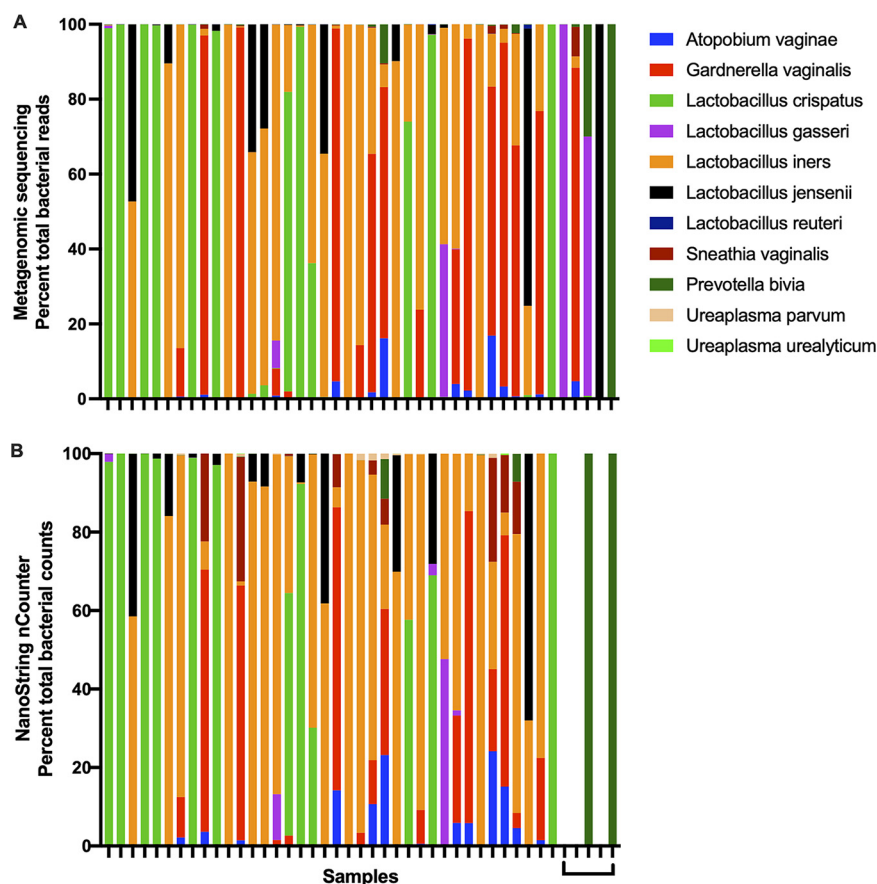 A
Metagenomic sequencing
Percent total bacterial reads
100
80
60
40
20
0
Atopobium vaginae
Gardnerella vaginalis
Lactobacillus crispatus
Lactobacillus gasseri
Lactobacillus iners
Lactobacillus jensenii
Lactobacillus reuteri
Sneathia vaginalis
Prevotella bivia
Ureaplasma parvum
Ureaplasma urealyticum
B
NanoString nCounter
Percent total bacterial counts
100
80
60
40
20
0
Samples